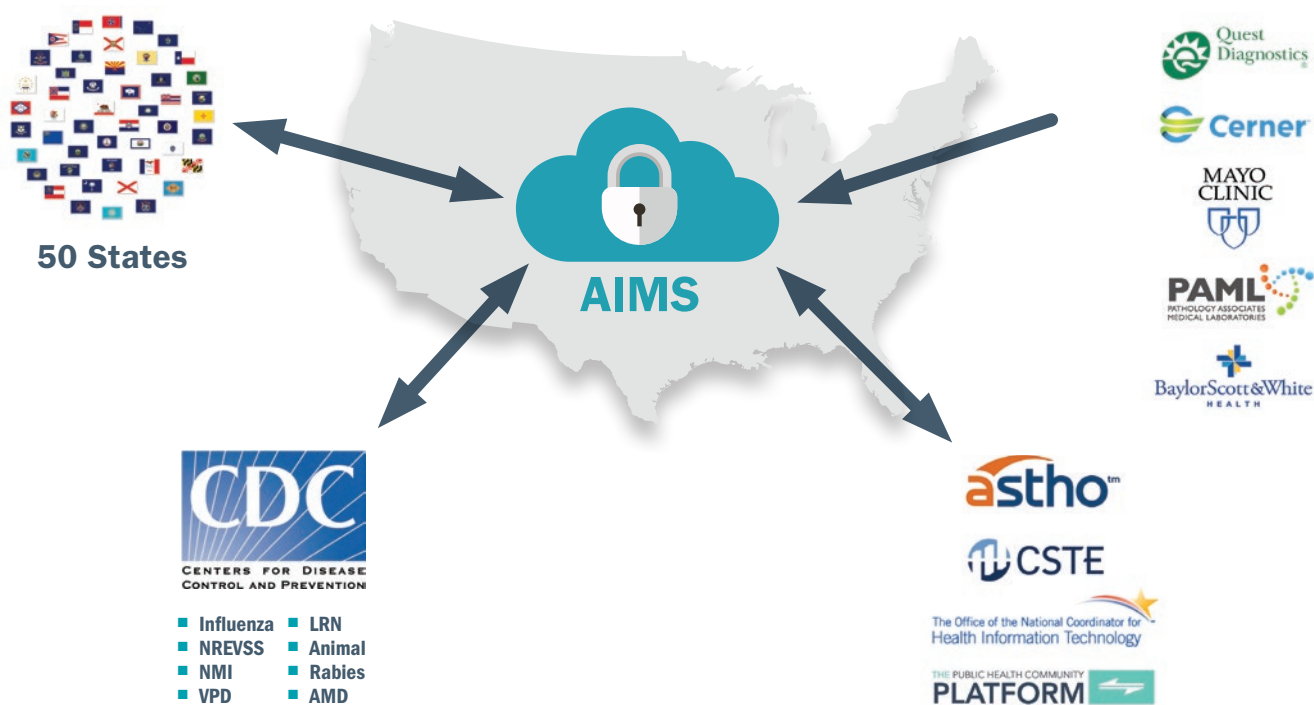 50 States
AIMS
Quest
Diagnostics®
Cerner
MAYO
CLINIC
PAML
PATHOLOGY ASSOCIATES
MEDICAL LABORATORIES
BaylorScott&White
HEALTH
CDC
CENTERS FOR DISEASE
CONTROL AND PREVENTION
■ Influenza ■ LRN
■ NREVSS ■ Animal
■ NMI ■ Rabies
■ VPD ■ AMD
astho™
CSTE
The Office of the National Coordinator for
Health Information Technology
THE PUBLIC HEALTH COMMUNITY
PLATFORM